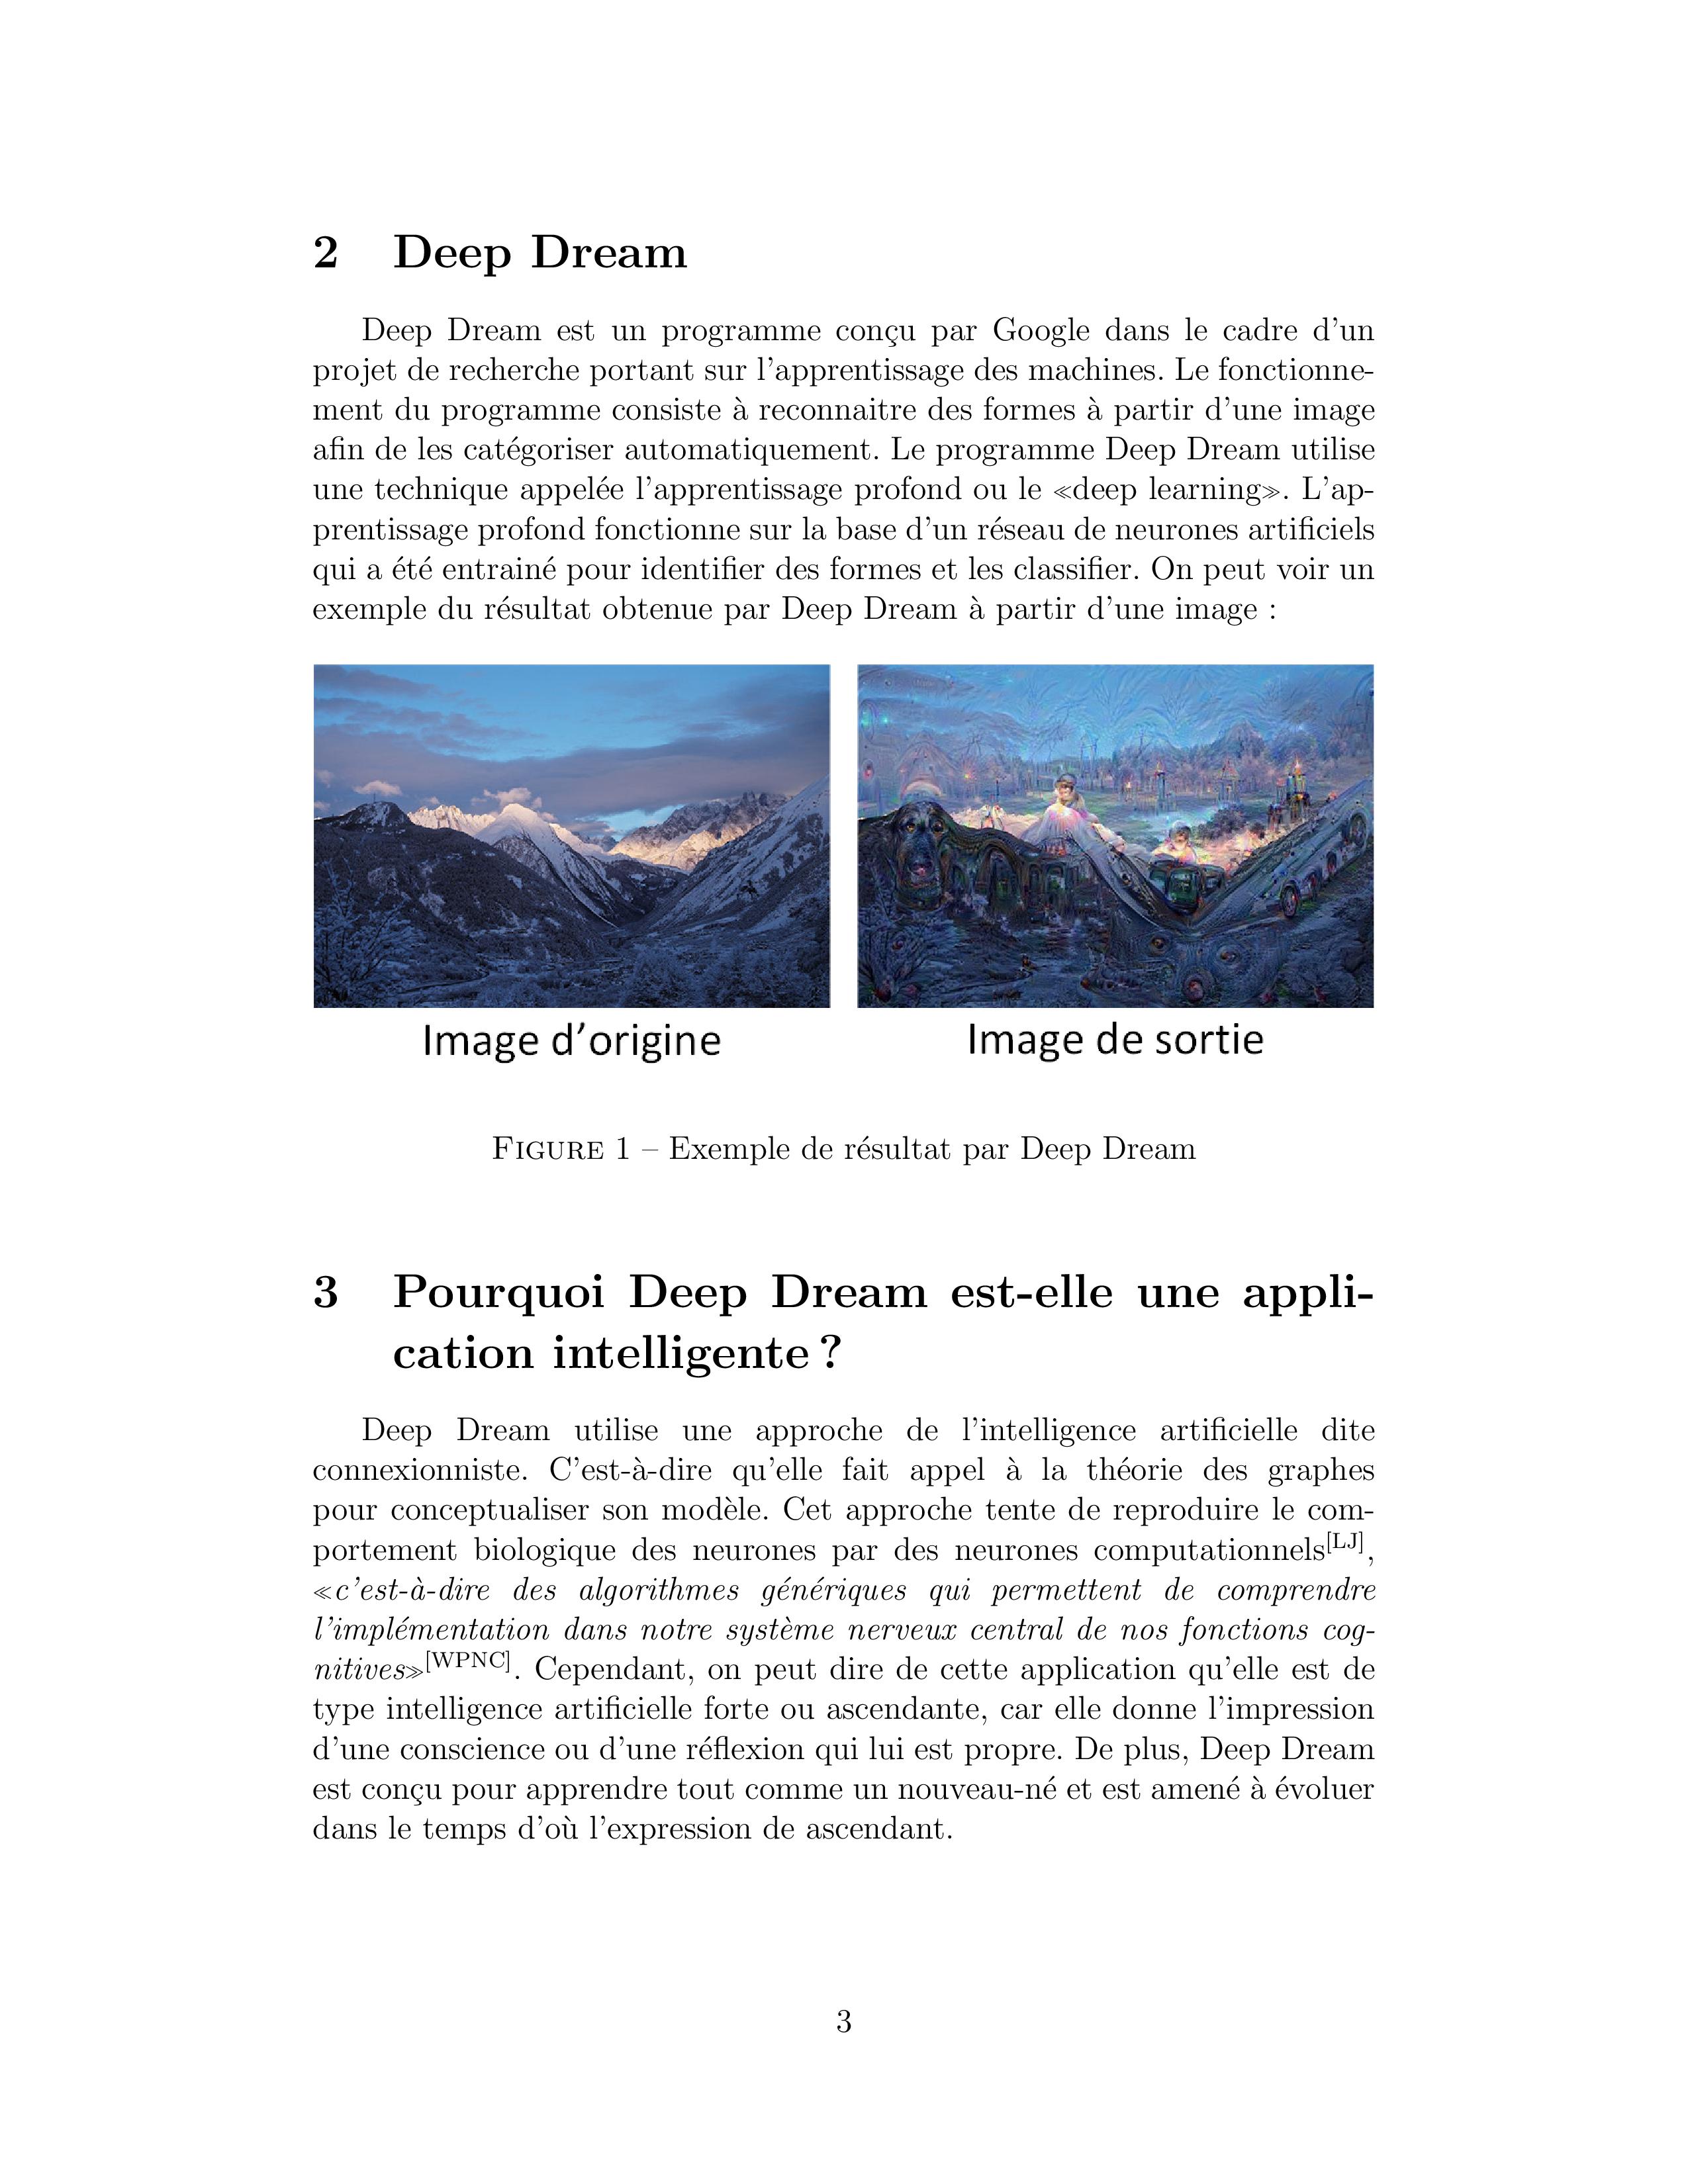 2 Deep Dream
Deep Dream est un programme conçu par Google dans le cadre d'un
projet de recherche portant sur l'apprentissage des machines. Le fonctionne-
ment du programme consiste à reconnaitre des formes à partir d'une image
afin de les catégoriser automatiquement. Le programme Deep Dream utilise
une technique appelée l'apprentissage profond ou le «deep learning». L'ap-
prentissage profond fonctionne sur la base d'un réseau de neurones artificiels
qui a été entrainé pour identifier des formes et les classifier. On peut voir un
exemple du résultat obtenue par Deep Dream à partir d'une image :
Image d'origine
Image de sortie
Figure 1 – Exemple de résultat par Deep Dream
3 Pourquoi Deep Dream est-elle une appli-
cation intelligente ?
Deep Dream utilise une approche de l'intelligence artificielle dite
connexionniste. C'est-à-dire qu'elle fait appel à la théorie des graphes
pour conceptualiser son modèle. Cet approche tente de reproduire le com-
portement biologique des neurones par des neurones computationnels[LJ],
«c'est-à-dire des algorithmes génériques qui permettent de comprendre
l'implémentation dans notre système nerveux central de nos fonctions cog-
nitives»[WPNC]. Cependant, on peut dire de cette application qu'elle est de
type intelligence artificielle forte ou ascendante, car elle donne l'impression
d'une conscience ou d'une réflexion qui lui est propre. De plus, Deep Dream
est conçu pour apprendre tout comme un nouveau-né et est amené à évoluer
dans le temps d'où l'expression de ascendant.
3